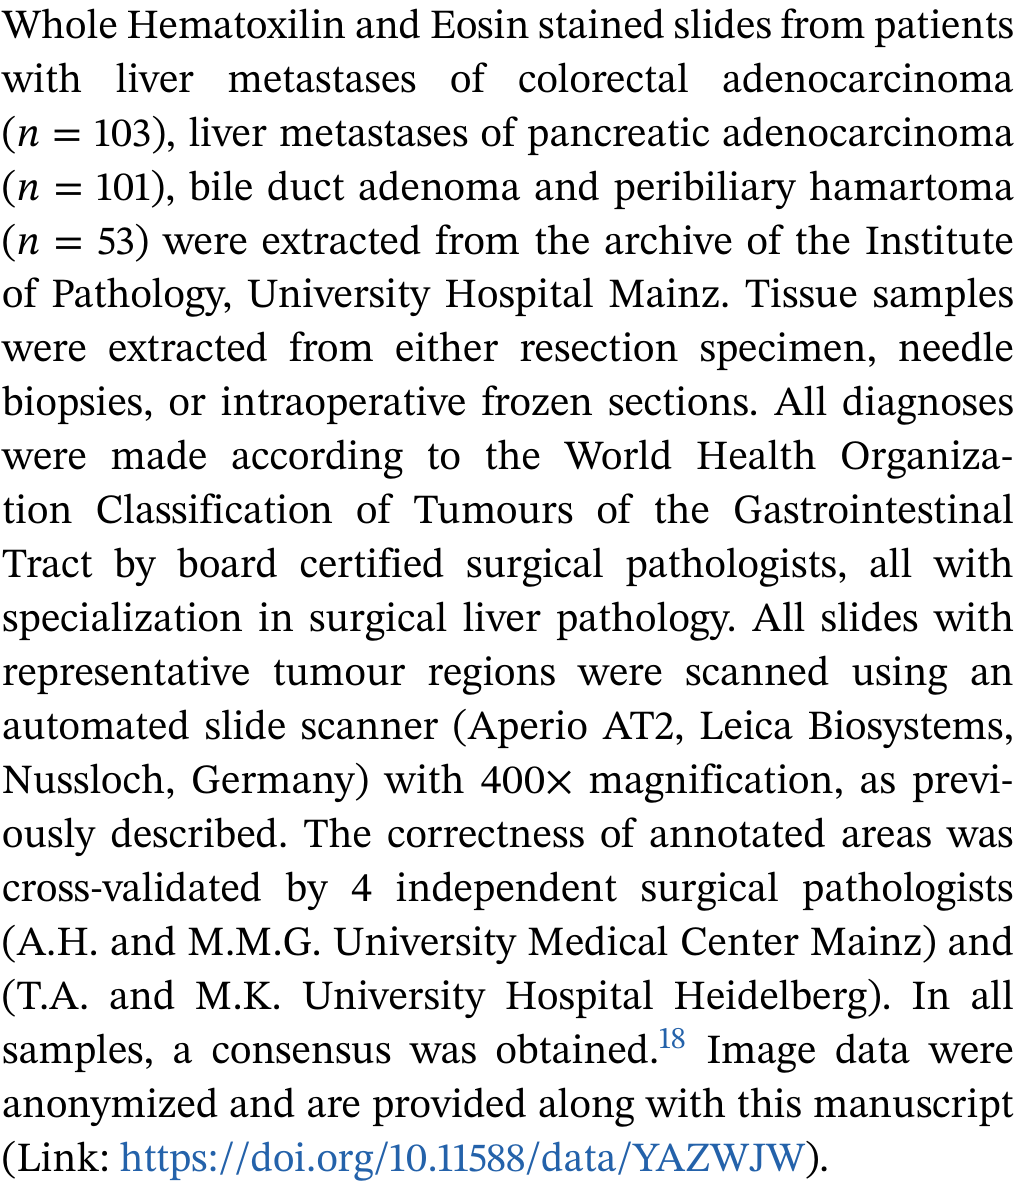 Whole Hematoxilin and Eosin stained slides from patients
with liver metastases of colorectal adenocarcinoma
(n = 103), liver metastases of pancreatic adenocarcinoma
(n = 101), bile duct adenoma and peribiliary hamartoma
(n = 53) were extracted from the archive of the Institute
of Pathology, University Hospital Mainz. Tissue samples
were extracted from either resection specimen, needle
biopsies, or intraoperative frozen sections. All diagnoses
were made according to the World Health Organiza-
tion Classification of Tumours of the Gastrointestinal
Tract by board certified surgical pathologists, all with
specialization in surgical liver pathology. All slides with
representative tumour regions were scanned using an
automated slide scanner (Aperio AT2, Leica Biosystems,
Nussloch, Germany) with 400× magnification, as previ-
ously described. The correctness of annotated areas was
cross-validated by 4 independent surgical pathologists
(A.H. and M.M.G. University Medical Center Mainz) and
(T.A. and M.K. University Hospital Heidelberg). In all
samples, a consensus was obtained.18 Image data were
anonymized and are provided along with this manuscript
(Link: https://doi.org/10.11588/data/YAZWJW).